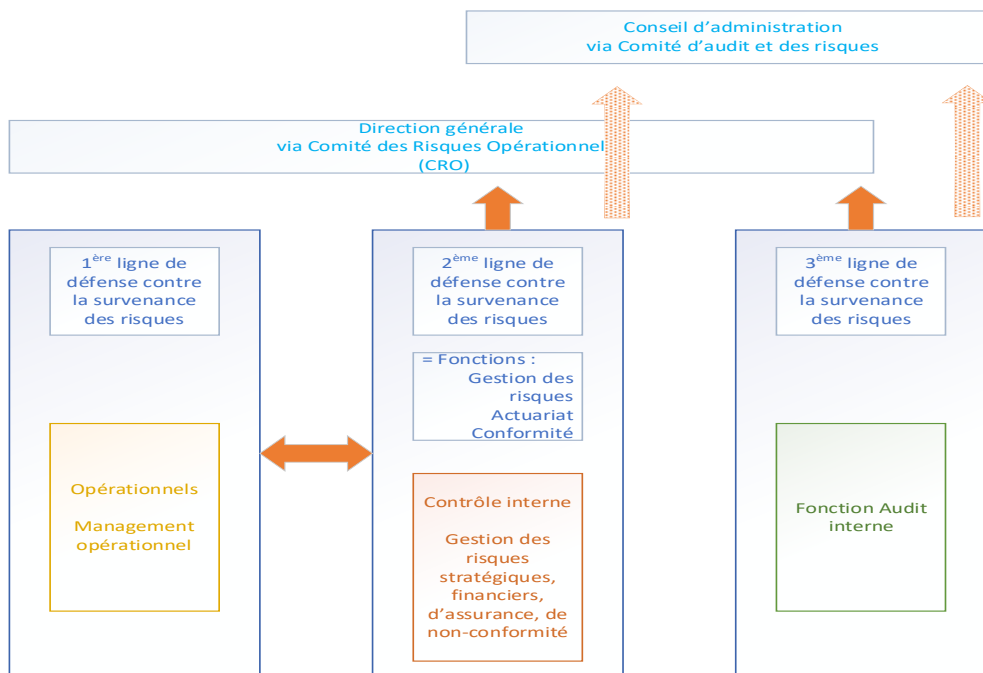 Conseil d’administration
via Comité d’audit et des risques
Direction générale
via Comité des Risques Opérationnel
(CRO)
1ère ligne de
défense contre
la survenance
des risques
Opérationnels
Management
opérationnel
2ème ligne de
défense contre
la survenance
des risques
= Fonctions :
Gestion des
risques
Actuariat
Conformité
Contrôle interne
Gestion des
risques
stratégiques,
financiers,
d’assurance, de
non-conformité
3ème ligne de
défense contre
la survenance
des risques
Fonction Audit
interne